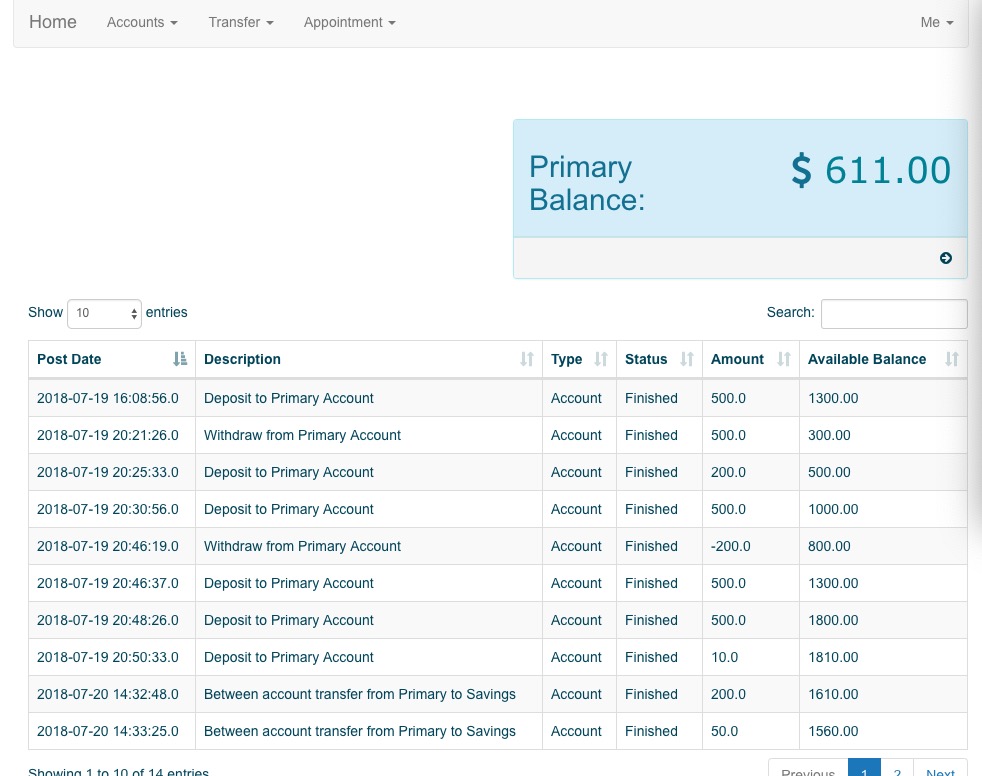 Home Accounts Transfer Appointment Me
Primary
Balance:
$ 611.00
Show 10 entries Search:
Post Date Description Type Status Amount Available Balance
2018-07-19 16:08:56.0 Deposit to Primary Account Account Finished 500.0 1300.00
2018-07-19 20:21:26.0 Withdraw from Primary Account Account Finished 500.0 300.00
2018-07-19 20:25:33.0 Deposit to Primary Account Account Finished 200.0 500.00
2018-07-19 20:30:56.0 Deposit to Primary Account Account Finished 500.0 1000.00
2018-07-19 20:46:19.0 Withdraw from Primary Account Account Finished -200.0 800.00
2018-07-19 20:46:37.0 Deposit to Primary Account Account Finished 500.0 1300.00
2018-07-19 20:48:26.0 Deposit to Primary Account Account Finished 500.0 1800.00
2018-07-19 20:50:33.0 Deposit to Primary Account Account Finished 10.0 1810.00
2018-07-20 14:32:48.0 Between account transfer from Primary to Savings Account Finished 200.0 1610.00
2018-07-20 14:33:25.0 Between account transfer from Primary to Savings Account Finished 50.0 1560.00
Showing 1 to 10 of 14 entries Previous 1 2 Next